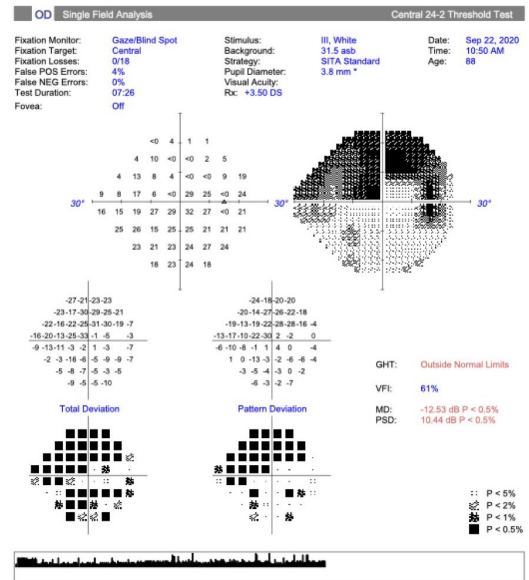 OD Single Field Analysis Central 24-2 Threshold Test
Fixation Monitor: Gaze/Blind Spot Stimulus: III, White Date: Sep 22, 2020
Fixation Target: Central Background: 31.5 asb Time: 10:50 AM
Fixation Losses: 0/18 Strategy: SITA Standard Age: 88
False POS Errors: 4% Pupil Diameter: 3.8 mm *
False NEG Errors: 0% Visual Acuity:
Test Duration: 07:26 Rx: +3.50 DS
Fovea: Off
<0 4 1 1
4 10 <0 <0 2 5
4 13 8 4 <0 <0 9 19
9 8 17 6 <0 29 25 <0 24
30° 30° 30°
16 15 19 27 29 32 27 <0 21
25 26 15 25 25 21 21 21
23 21 23 24 27 24
18 23 24 18
-27 -21 -23 -23
-23 -17 -30 -29 -25 -21
-22 -16 -22 -25 -31 -30 -19 -7
-16 -20 -13 -25 -33 -1 -5 -3
-9 -13 -11 -3 -2 1 -3 -7
-2 -3 -16 -6 -5 -9 -9 -7
-5 -8 -7 -5 -3 -5
-9 -5 -5 -10
Total Deviation
-24 -18 -20 -20
-20 -14 -27 -26 -22 -18
-19 -13 -19 -22 -28 -28 -16 -4
-13 -17 -10 -22 -30 2 -2 0
-6 -10 -8 -1 1 4 0 -4
1 0 -13 -3 -2 -6 -6 -4
-3 -5 -4 -3 0 -2
-6 -3 -2 -7
Pattern Deviation
GHT: Outside Normal Limits
VFI: 61%
MD: -12.53 dB P < 0.5%
PSD: 10.44 dB P < 0.5%
P < 5%
P < 2%
P < 1%
P < 0.5%